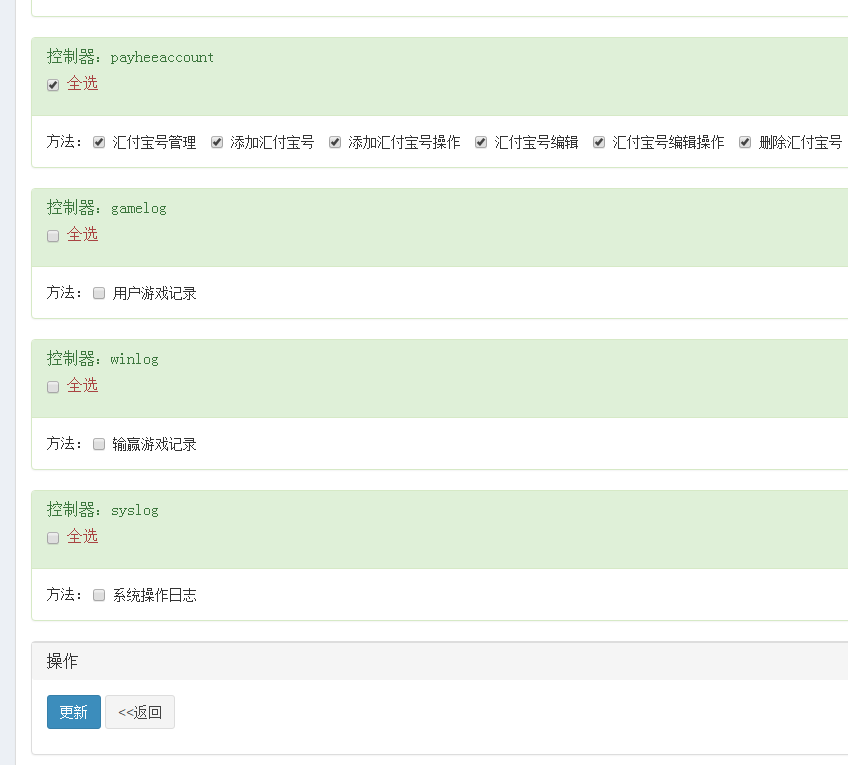 控制器：payheeaccount
全选
方法： 汇付宝号管理 添加汇付宝号 添加汇付宝号操作 汇付宝号编辑 汇付宝号编辑操作 删除汇付宝号
控制器：gamelog
全选
方法： 用户游戏记录
控制器：winlog
全选
方法： 输赢游戏记录
控制器：syslog
全选
方法： 系统操作日志
操作
更新 <<返回